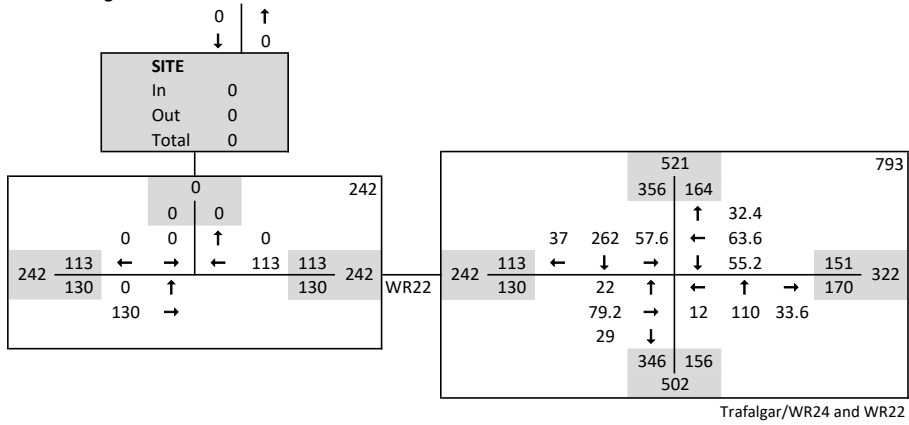 0 ↑
↓ 0
SITE
In 0
Out 0
Total 0
0 242
0 0
0 0 ↑ 0
242 113 ← → ← 113 113 242
130 0 ↑ 130
130 →
WR22
521 793
356 164
↑ 32.4
37 262 57.6 ← 63.6
242 113 ← ↓ → ↓ 55.2 151 322
130 22 ↑ ← ↑ → 170
79.2 → 12 110 33.6
29 ↓
346 156
502
Trafalgar/WR24 and WR22